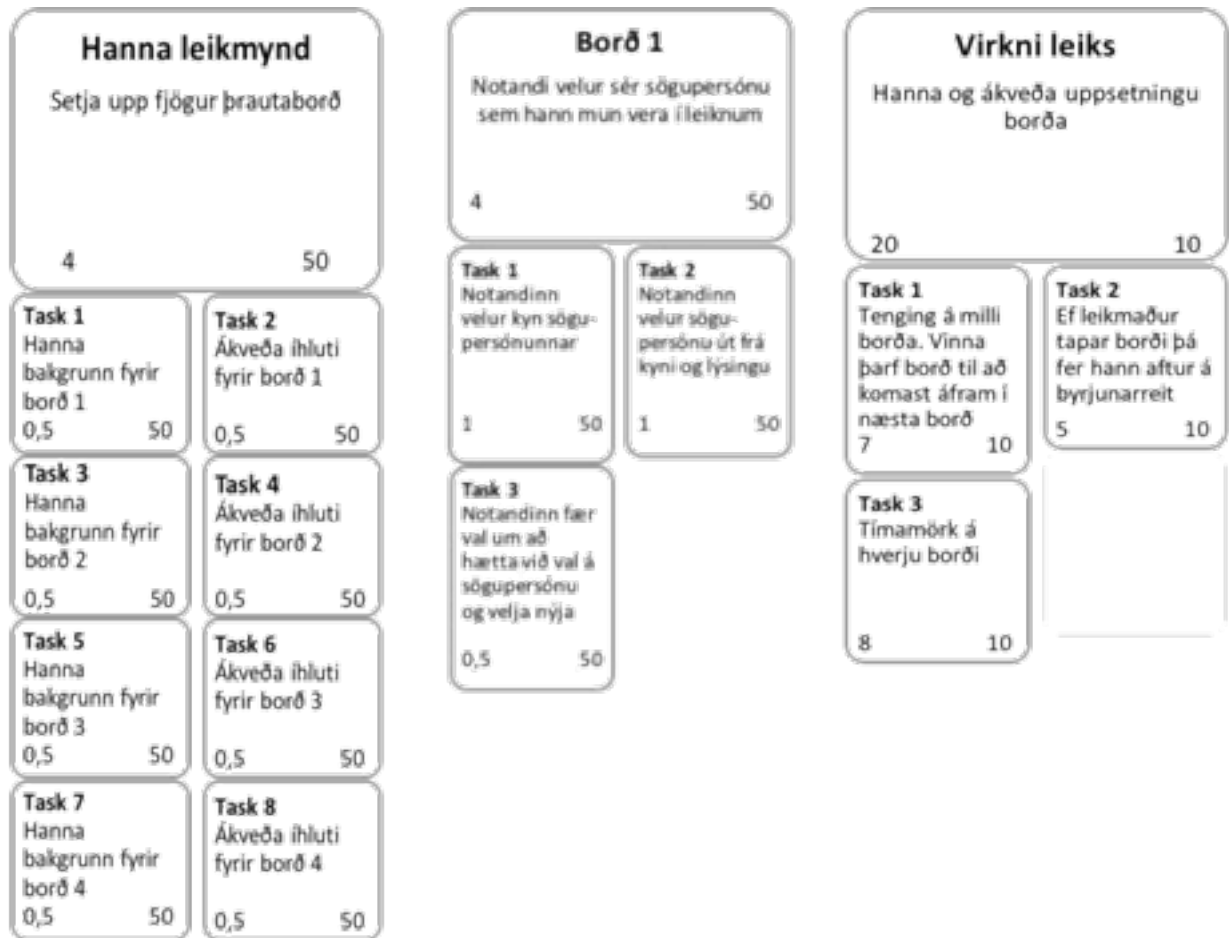 Hanna leikmynd
Setja upp fjögur þrautaborð
4 50
Task 1
Hanna
bakgrunn fyrir
borð 1
0,5 50
Task 2
Ákveða íhluti
fyrir borð 1
0,5 50
Task 3
Hanna
bakgrunn fyrir
borð 2
0,5 50
Task 4
Ákveða íhluti
fyrir borð 2
0,5 50
Task 5
Hanna
bakgrunn fyrir
borð 3
0,5 50
Task 6
Ákveða íhluti
fyrir borð 3
0,5 50
Task 7
Hanna
bakgrunn fyrir
borð 4
0,5 50
Task 8
Ákveða íhluti
fyrir borð 4
0,5 50
Borð 1
Notandi velur sér sögupersónu
sem hann mun vera í leiknum
4 50
Task 1
Notandinn
velur kyn sögu-
persónunnar
1 50
Task 2
Notandinn
velur sögu-
persónu út frá
kyni og lýsingu
1 50
Task 3
Notandinn fær
val um að
hætta við val á
sögupersónu
og velja nýja
0,5 50
Virkni leiks
Hanna og ákveða uppsetningu
borða
20 10
Task 1
Tenging á milli
borða. Vinna
þarf borð til að
komast áfram í
næsta borð
7 10
Task 2
Ef leikmaður
tapar borði þá
fer hann aftur á
byrjunarreit
5 10
Task 3
Tímamörk á
hverju borði
8 10